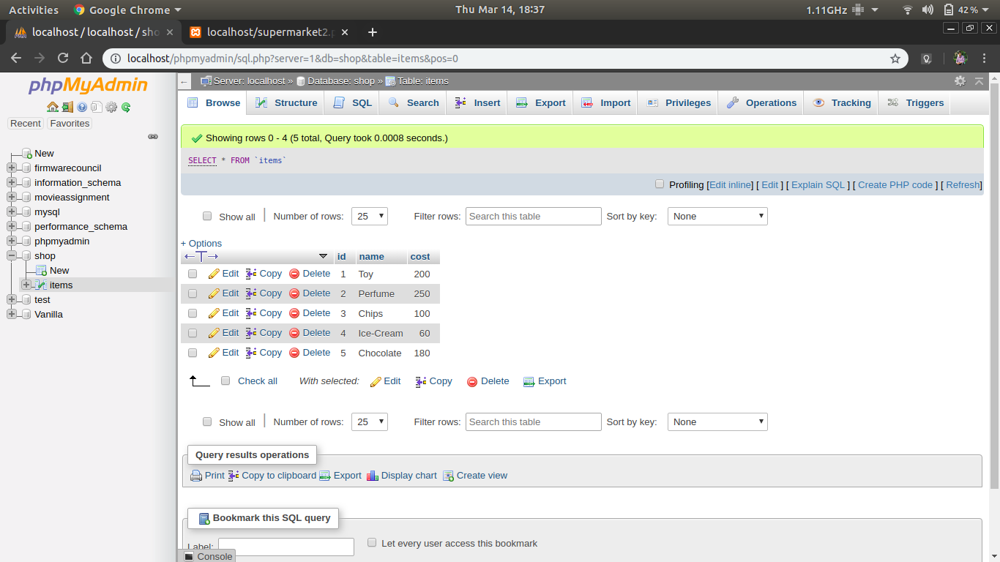 Activities Google Chrome Thu Mar 14, 18:37 1.11GHz 42%
localhost / localhost / sho localhost/supermarket2.p
localhost/phpmyadmin/sql.php?server=1&db=shop&table=items&pos=0
phpMyAdmin
Recent Favorites
New
firmwarecouncil
information_schema
movieassignment
mysql
performance_schema
phpmyadmin
shop
New
items
test
Vanilla
Server: localhost » Database: shop » Table: items
Browse Structure SQL Search Insert Export Import Privileges Operations Tracking Triggers
Showing rows 0 - 4 (5 total, Query took 0.0008 seconds.)
SELECT * FROM `items`
Profiling [Edit inline] [ Edit ] [ Explain SQL ] [ Create PHP code ] [ Refresh]
Show all | Number of rows: 25 Filter rows: Search this table Sort by key: None
+ Options
←T→ id name cost
Edit Copy Delete 1 Toy 200
Edit Copy Delete 2 Perfume 250
Edit Copy Delete 3 Chips 100
Edit Copy Delete 4 Ice-Cream 60
Edit Copy Delete 5 Chocolate 180
Check all With selected: Edit Copy Delete Export
Show all | Number of rows: 25 Filter rows: Search this table Sort by key: None
Query results operations
Print Copy to clipboard Export Display chart Create view
Bookmark this SQL query
Label: Let every user access this bookmark
Console